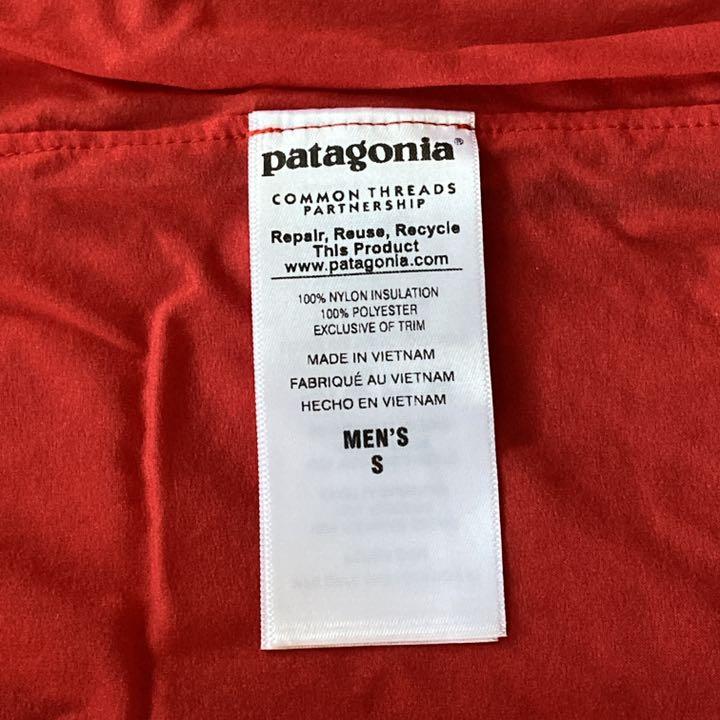 patagonia®
COMMON THREADS
PARTNERSHIP
Repair, Reuse, Recycle
This Product
www.patagonia.com
100% NYLON INSULATION
100% POLYESTER
EXCLUSIVE OF TRIM
MADE IN VIETNAM
FABRIQUÉ AU VIETNAM
HECHO EN VIETNAM
MEN'S
S